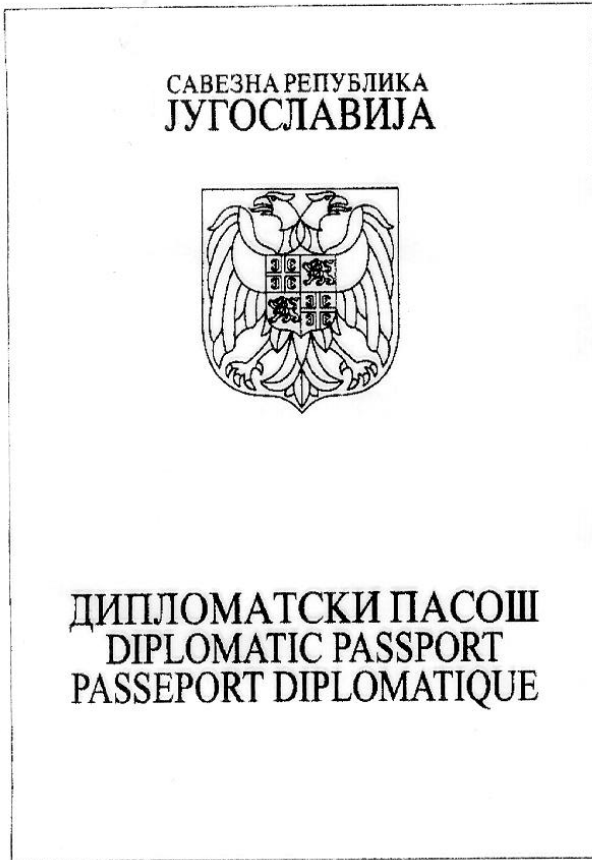 САВЕЗНА РЕПУБЛИКА
ЈУГОСЛАВИЈА
ДИПЛОМАТСКИ ПАСОШ
DIPLOMATIC PASSPORT
PASSEPORT DIPLOMATIQUE